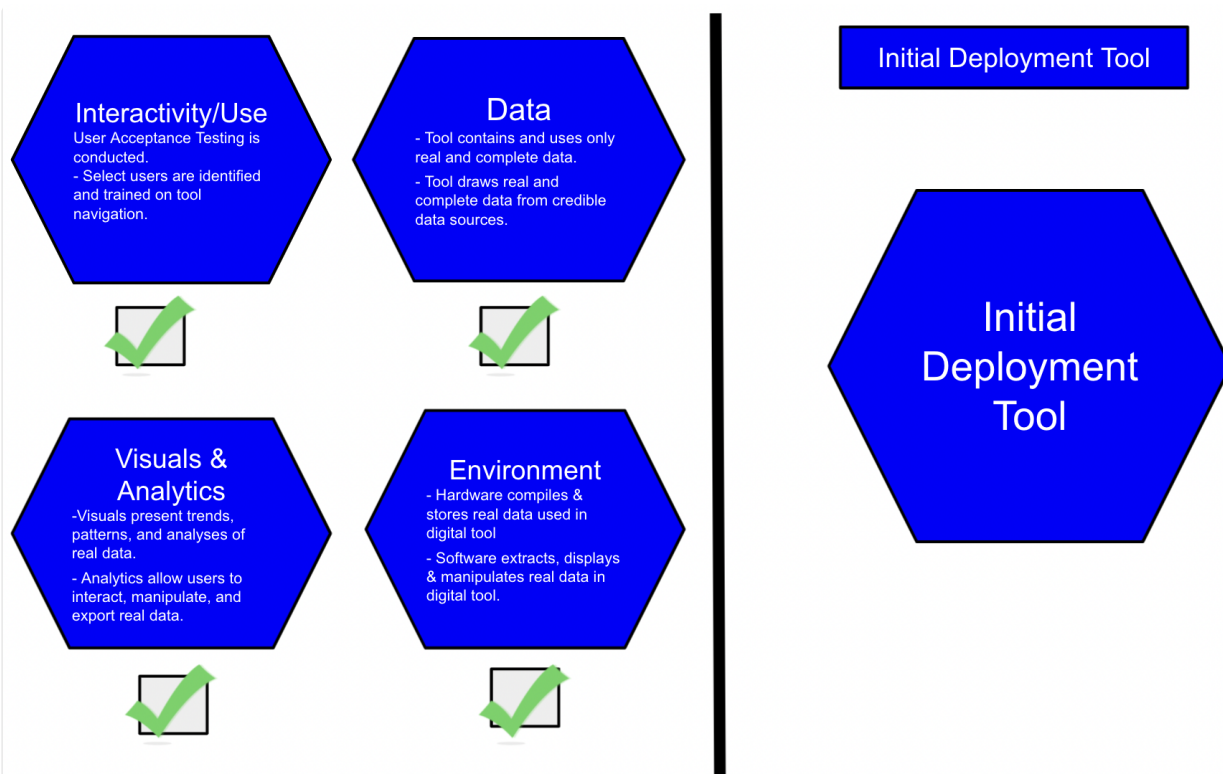 Interactivity/Use
User Acceptance Testing is
conducted.
- Select users are identified
and trained on tool
navigation.
Data
- Tool contains and uses only
real and complete data.
- Tool draws real and
complete data from credible
data sources.
Visuals &
Analytics
-Visuals present trends,
patterns, and analyses of
real data.
- Analytics allow users to
interact, manipulate, and
export real data.
Environment
- Hardware compiles &
stores real data used in
digital tool
- Software extracts, displays
& manipulates real data in
digital tool.
Initial Deployment Tool
Initial
Deployment
Tool